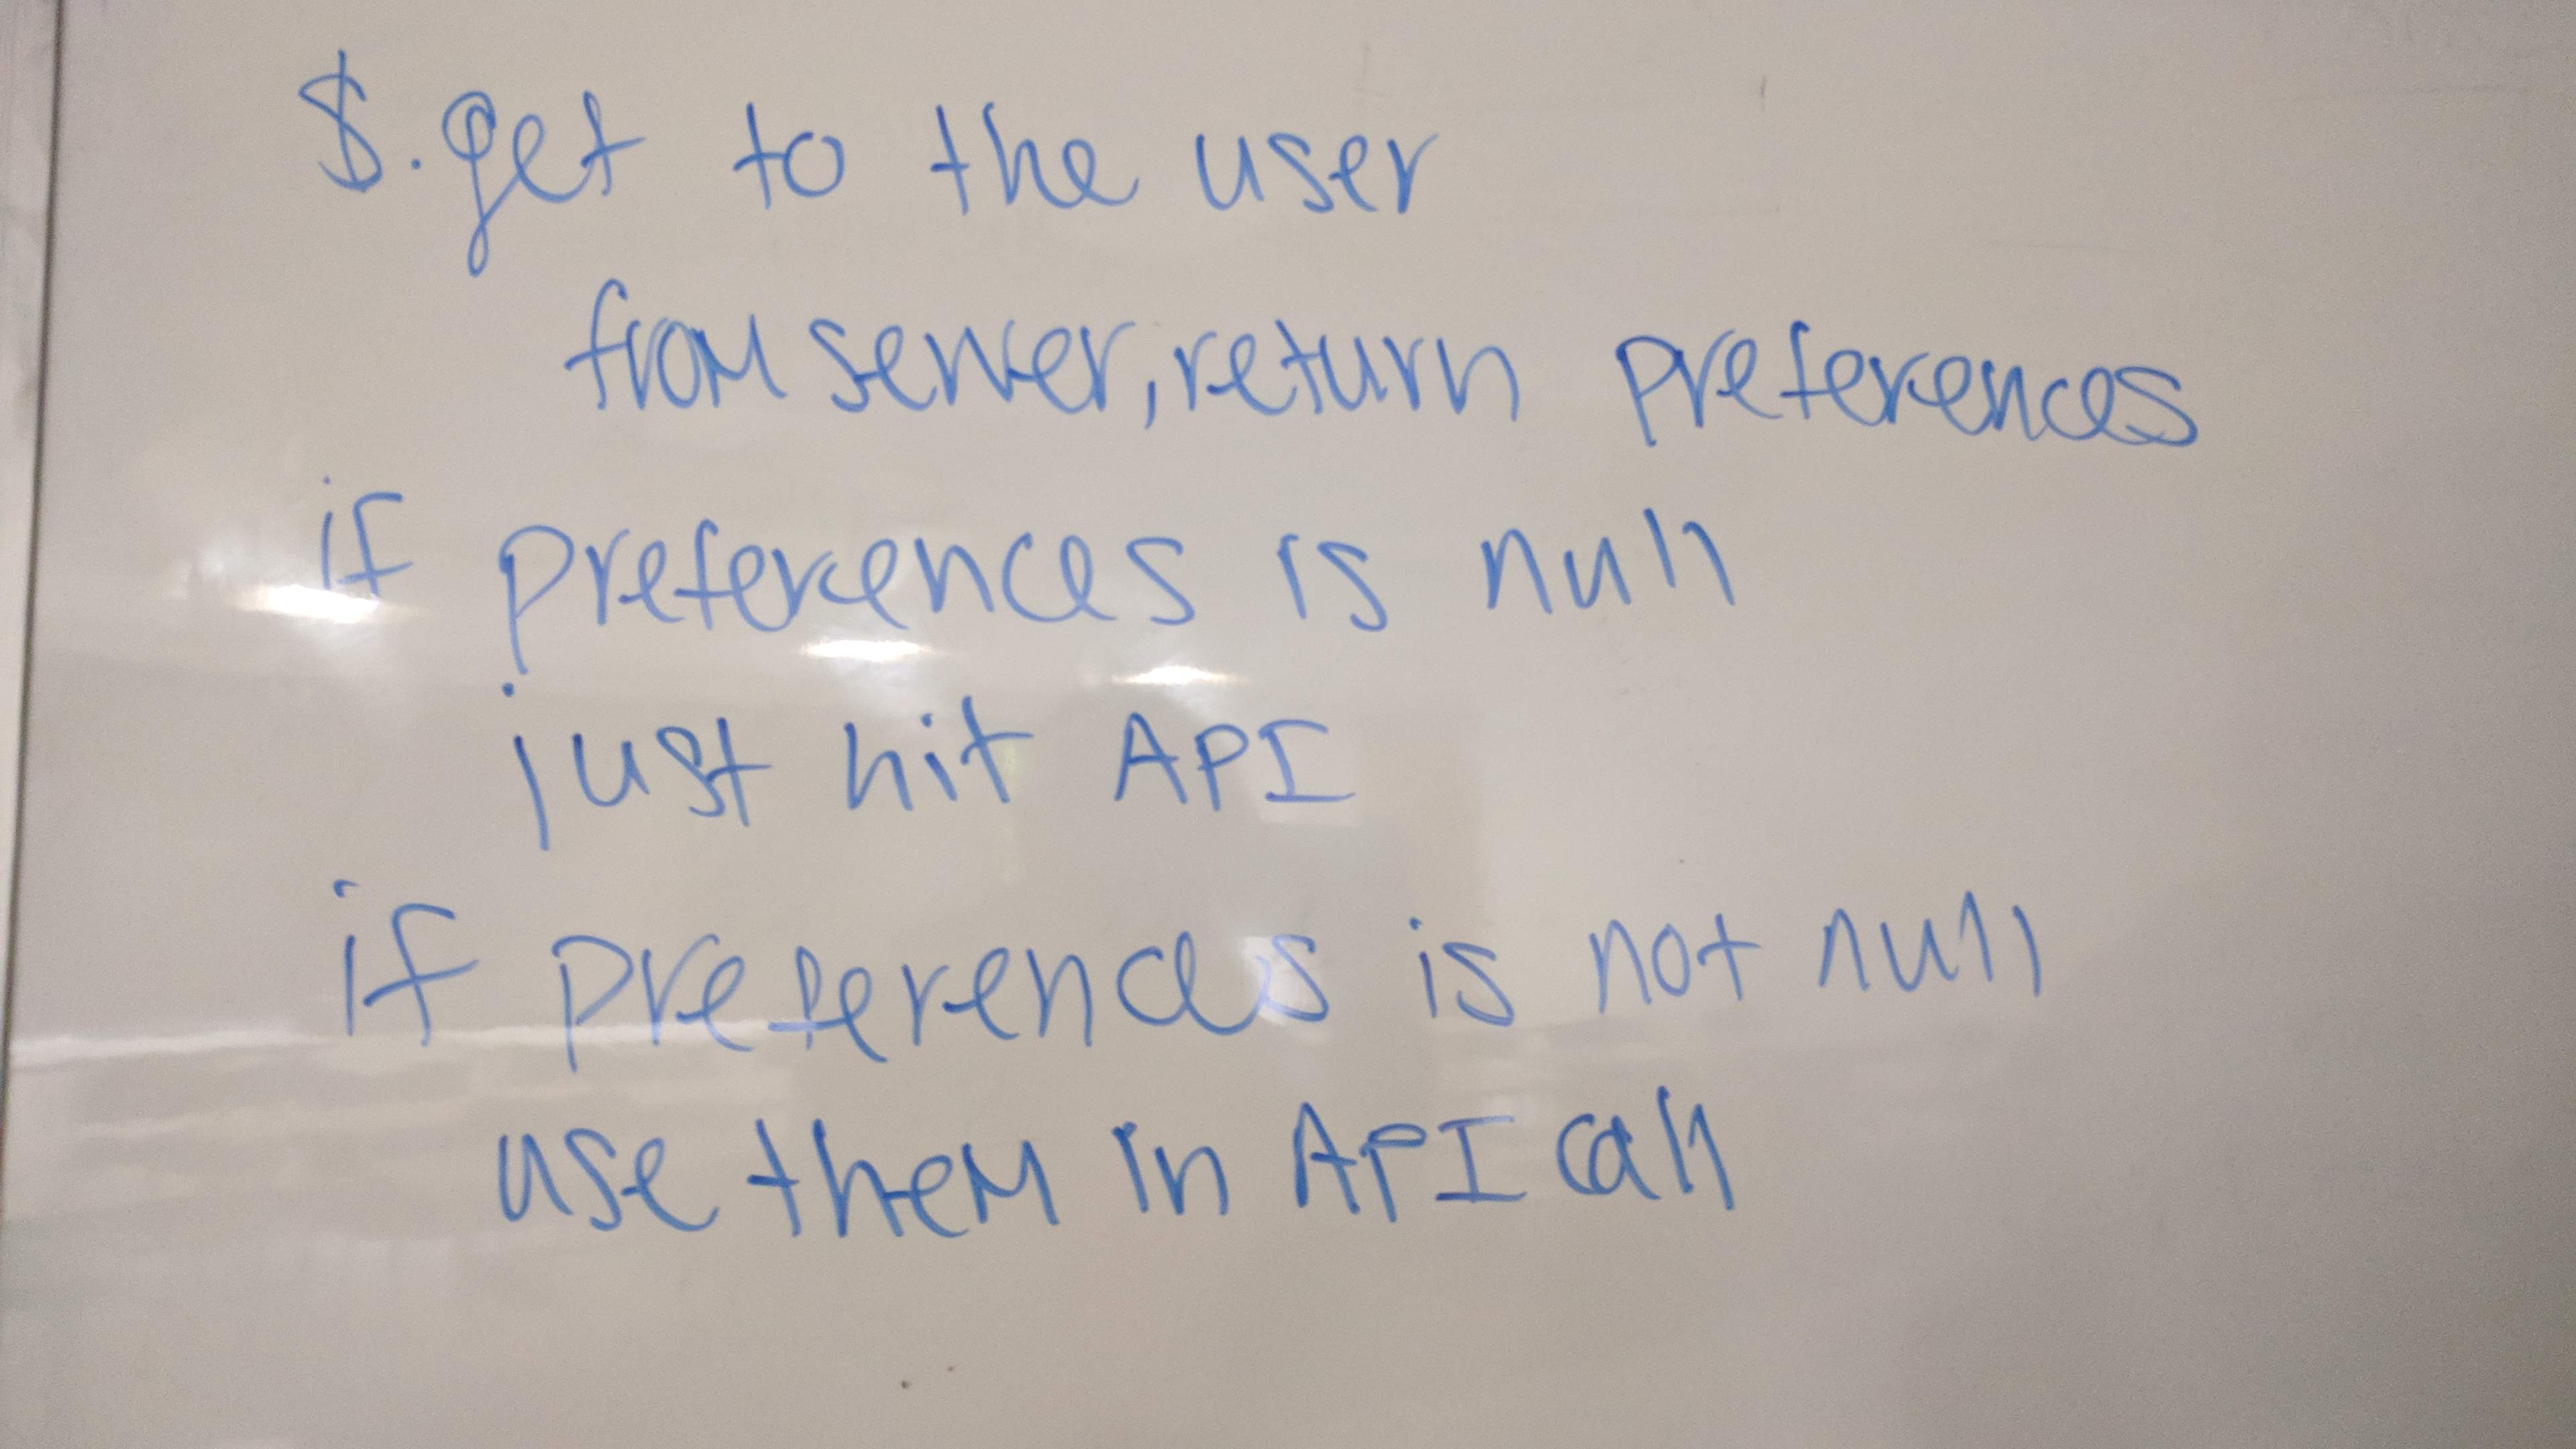 $.get to the user
from server, return preferences
if preferences is null
just hit API
if preferences is not null
use them in API call